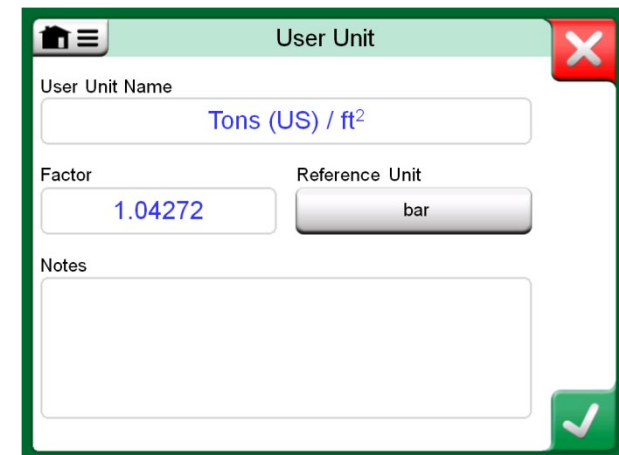 User Unit
User Unit Name
Tons (US) / ft²
Factor
Reference Unit
1.04272
bar
Notes